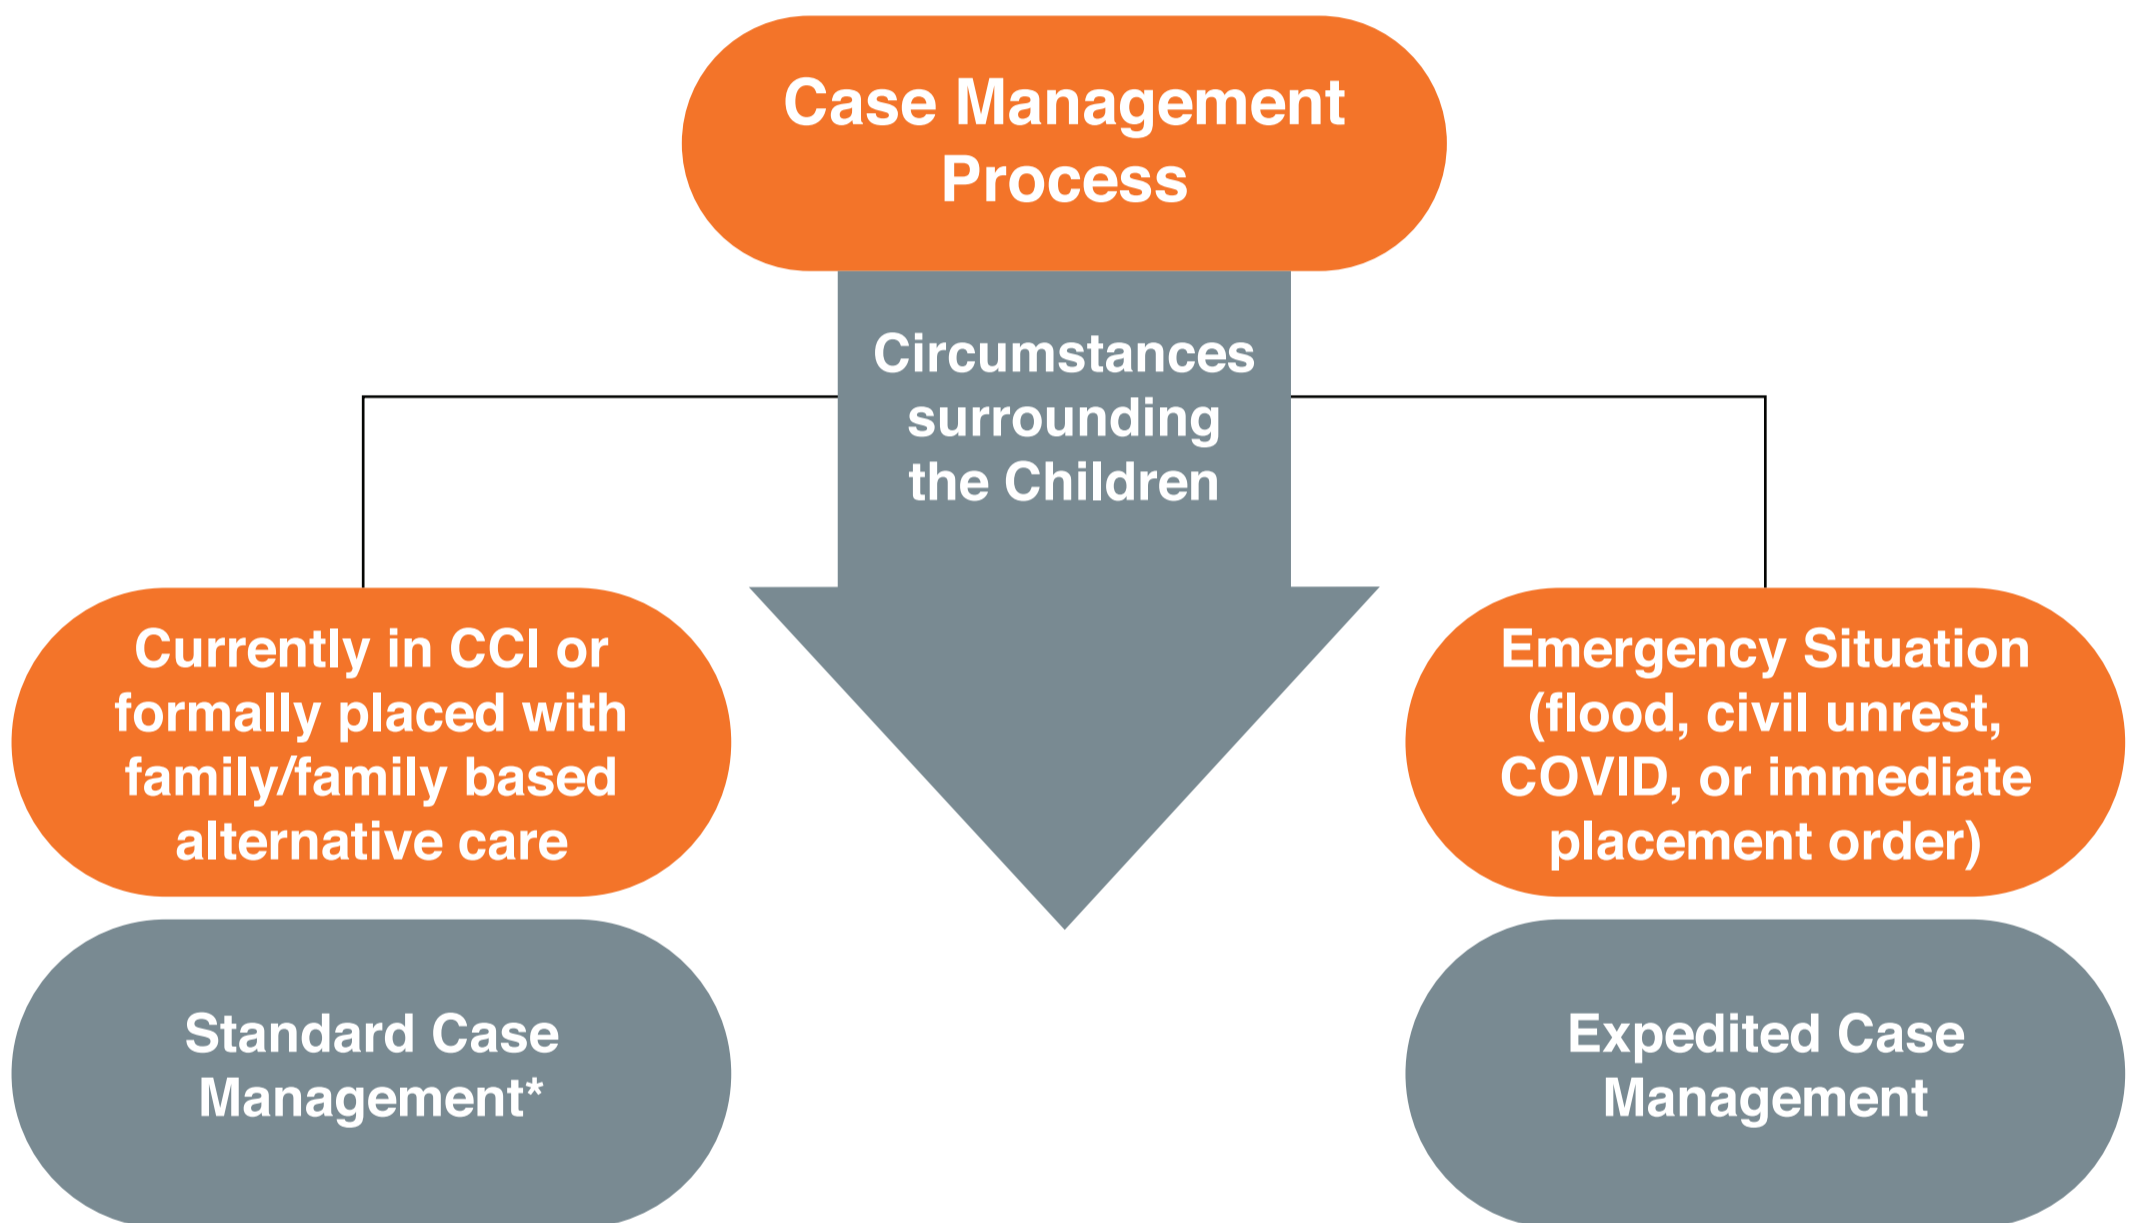 Case Management
Process
Circumstances
surrounding
the Children
Currently in CCI or
formally placed with
family/family based
alternative care
Standard Case
Management*
Emergency Situation
(flood, civil unrest,
COVID, or immediate
placement order)
Expedited Case
Management